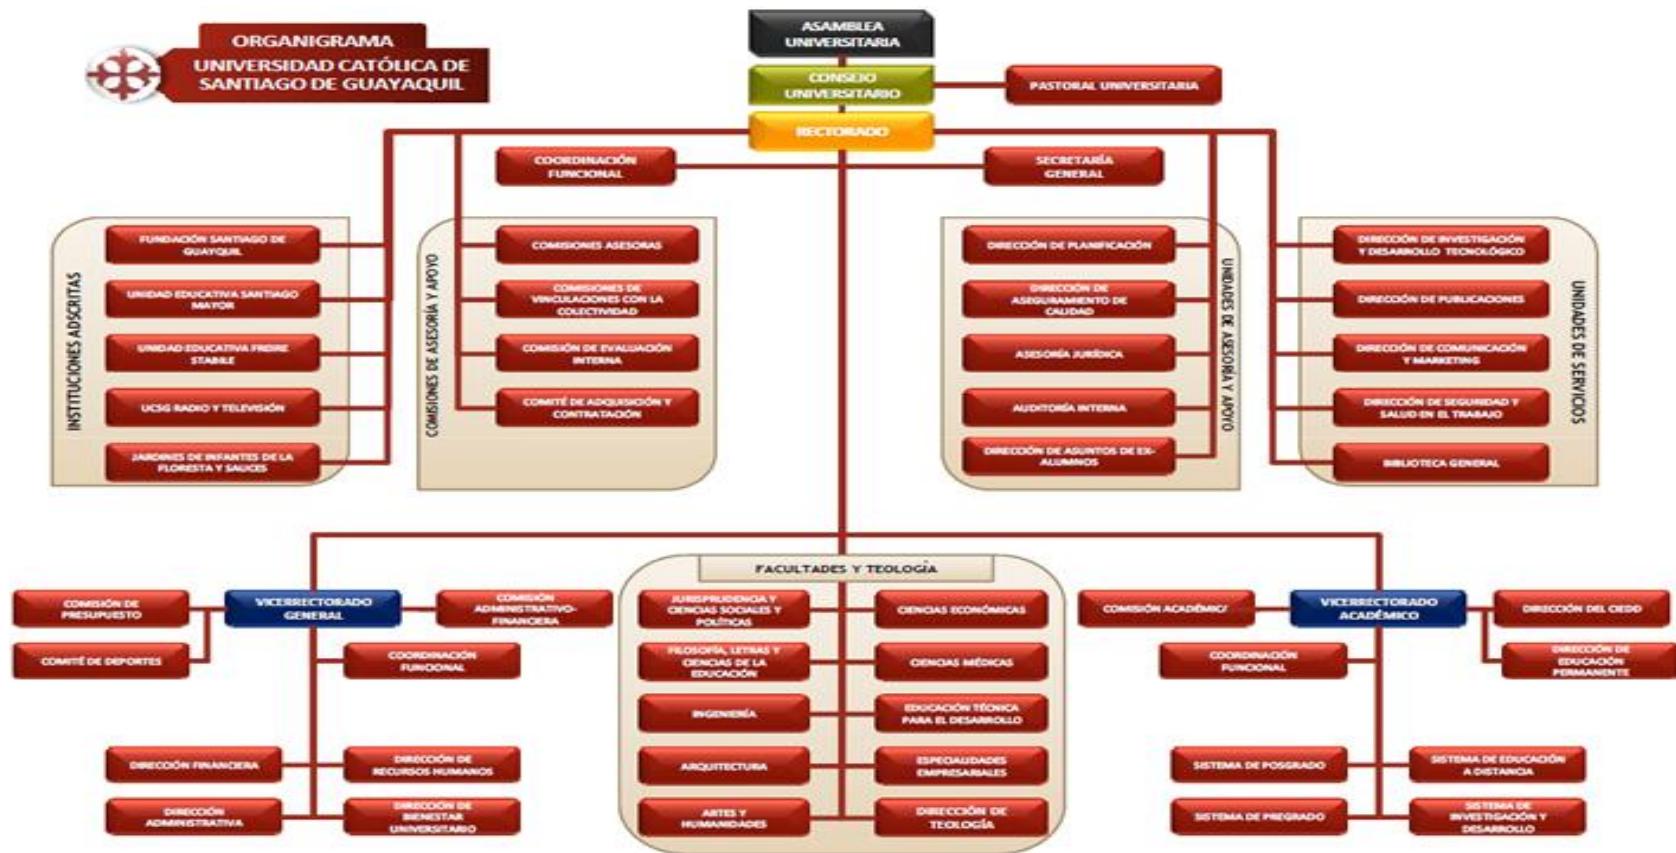 ORGANIGRAMA
UNIVERSIDAD CATÓLICA DE
SANTIAGO DE GUAYAQUIL
ASAMBLEA
UNIVERSITARIA
CONSEJO
UNIVERSITARIO
PASTORAL UNIVERSITARIA
RECTORADO
COORDINACIÓN
FUNCIONAL
SECRETARÍA
GENERAL
INSTITUCIONES ADSCRITAS
FUNDACIÓN SANTIAGO DE
GUAYQUIL
UNIDAD EDUCATIVA SANTIAGO
MAYOR
UNIDAD EDUCATIVA FREIRE
STABILE
UCSG RADIO Y TELEVISIÓN
JARDINES DE INFANTES DE LA
FLORESTA Y SAUCES
COMISIONES DE ASESORÍA Y APOYO
COMISIONES ASESORAS
COMISIONES DE
VINCULACIONES CON LA
COLECTIVIDAD
COMISIÓN DE EVALUACIÓN
INTERNA
COMITÉ DE ADQUISICIÓN Y
CONTRATACIÓN
DIRECCIÓN DE PLANIFICACIÓN
DIRECCIÓN DE
ASEGURAMIENTO DE
CALIDAD
ASESORÍA JURÍDICA
AUDITORÍA INTERNA
DIRECCIÓN DE ASUNTOS DE EX-
ALUMNOS
UNIDADES DE ASESORÍA Y APOYO
DIRECCIÓN DE INVESTIGACIÓN
Y DESARROLLO TECNOLÓGICO
DIRECCIÓN DE PUBLICACIONES
DIRECCIÓN DE COMUNICACIÓN
Y MARKETING
DIRECCIÓN DE SEGURIDAD Y
SALUD EN EL TRABAJO
BIBLIOTECA GENERAL
UNIDADES DE SERVICIOS
COMISIÓN DE
PRESUPUESTO
VICERRECTORADO
GENERAL
COMISIÓN
ADMINISTRATIVO-
FINANCIERA
COMITÉ DE DEPORTES
COORDINACIÓN
FUNCIONAL
DIRECCIÓN FINANCIERA
DIRECCIÓN DE
RECURSOS HUMANOS
DIRECCIÓN
ADMINISTRATIVA
DIRECCIÓN DE
BIENESTAR
UNIVERSITARIO
FACULTADES Y TEOLOGÍA
JURISPRUDENCIA Y
CIENCIAS SOCIALES Y
POLÍTICAS
CIENCIAS ECONÓMICAS
FILOSOFÍA, LETRAS Y
CIENCIAS DE LA
EDUCACIÓN
CIENCIAS MÉDICAS
INGENIERÍA
EDUCACIÓN TÉCNICA
PARA EL DESARROLLO
ARQUITECTURA
ESPECIALIDADES
EMPRESARIALES
ARTES Y
HUMANIDADES
DIRECCIÓN DE
TEOLOGÍA
COMISIÓN ACADÉMIC
VICERRECTORADO
ACADÉMICO
DIRECCIÓN DEL CIEDD
COORDINACIÓN
FUNCIONAL
DIRECCIÓN DE
EDUCACIÓN
PERMANENTE
SISTEMA DE POSGRADO
SISTEMA DE EDUCACIÓN
A DISTANCIA
SISTEMA DE PREGRADO
SISTEMA DE
INVESTIGACIÓN Y
DESARROLLO